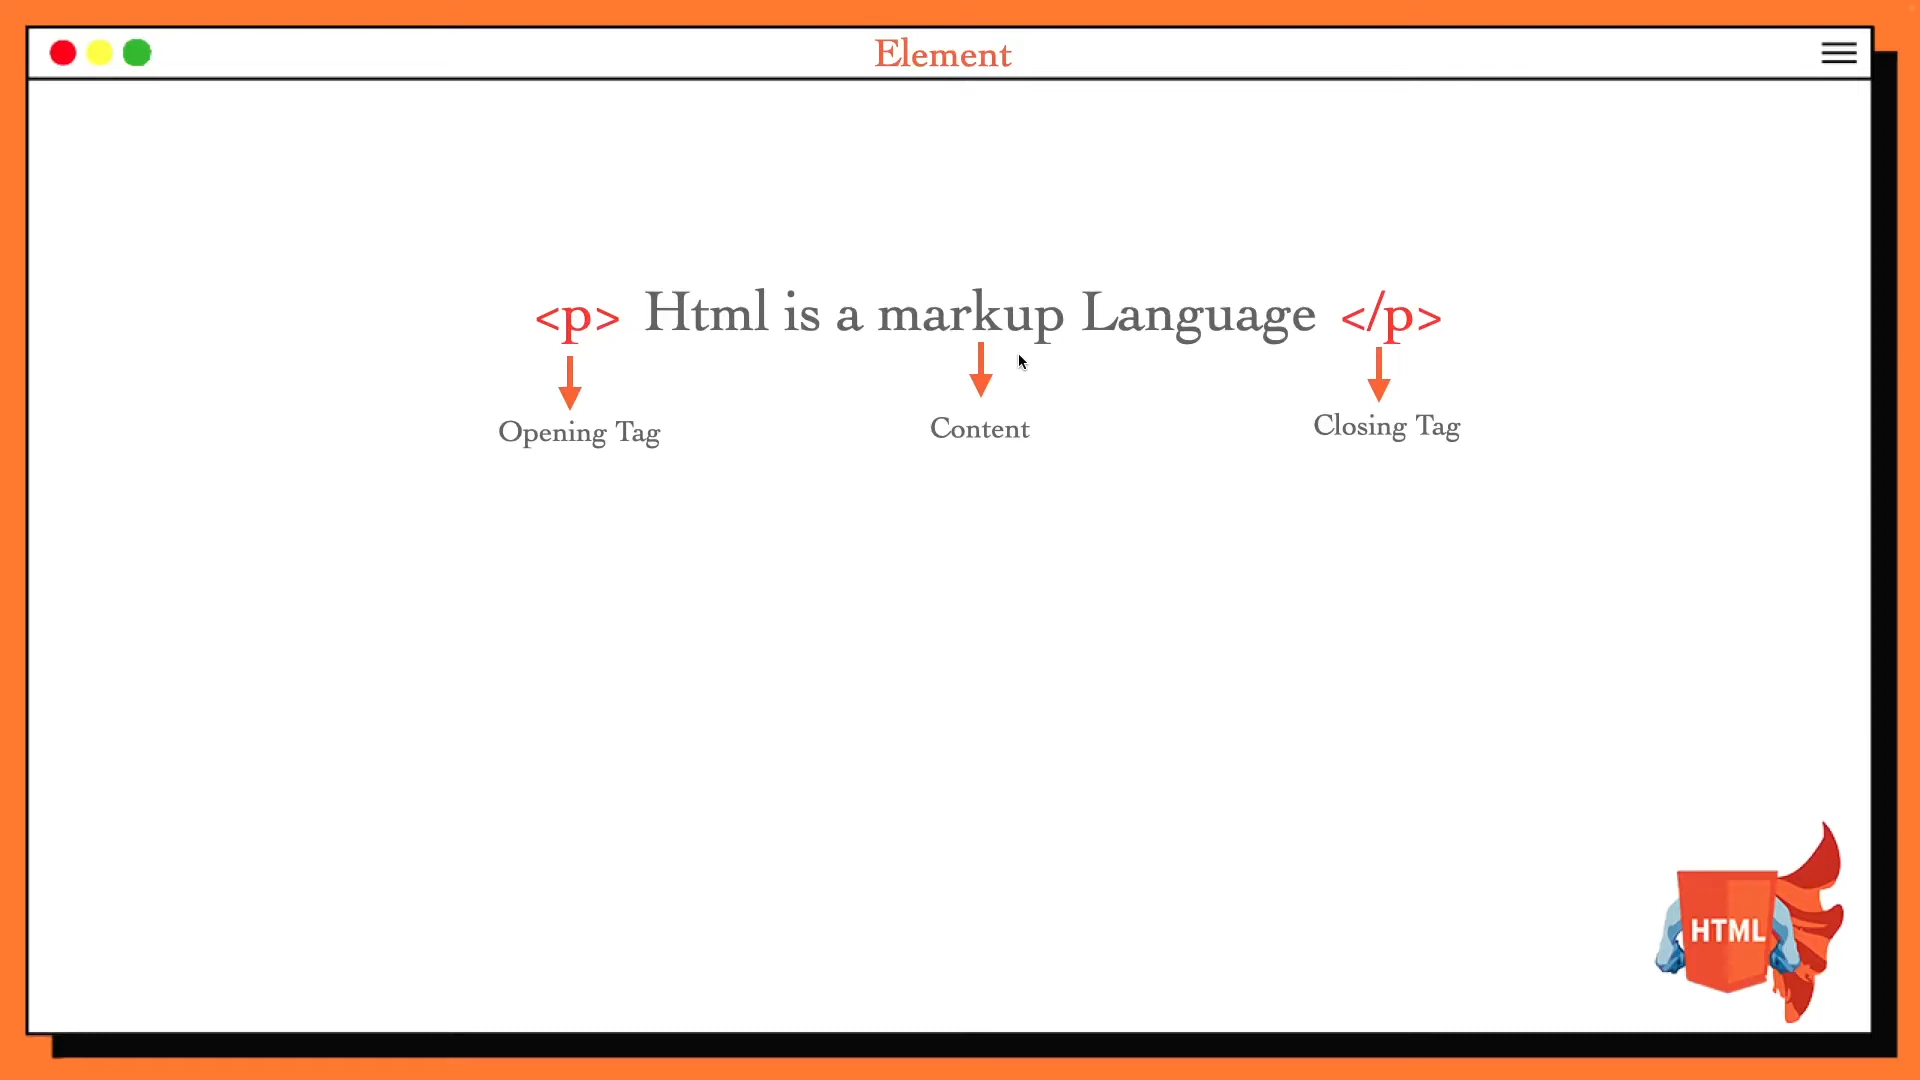 Element
<p> Html is a markup Language </p>
Opening Tag
Content
Closing Tag
HTML